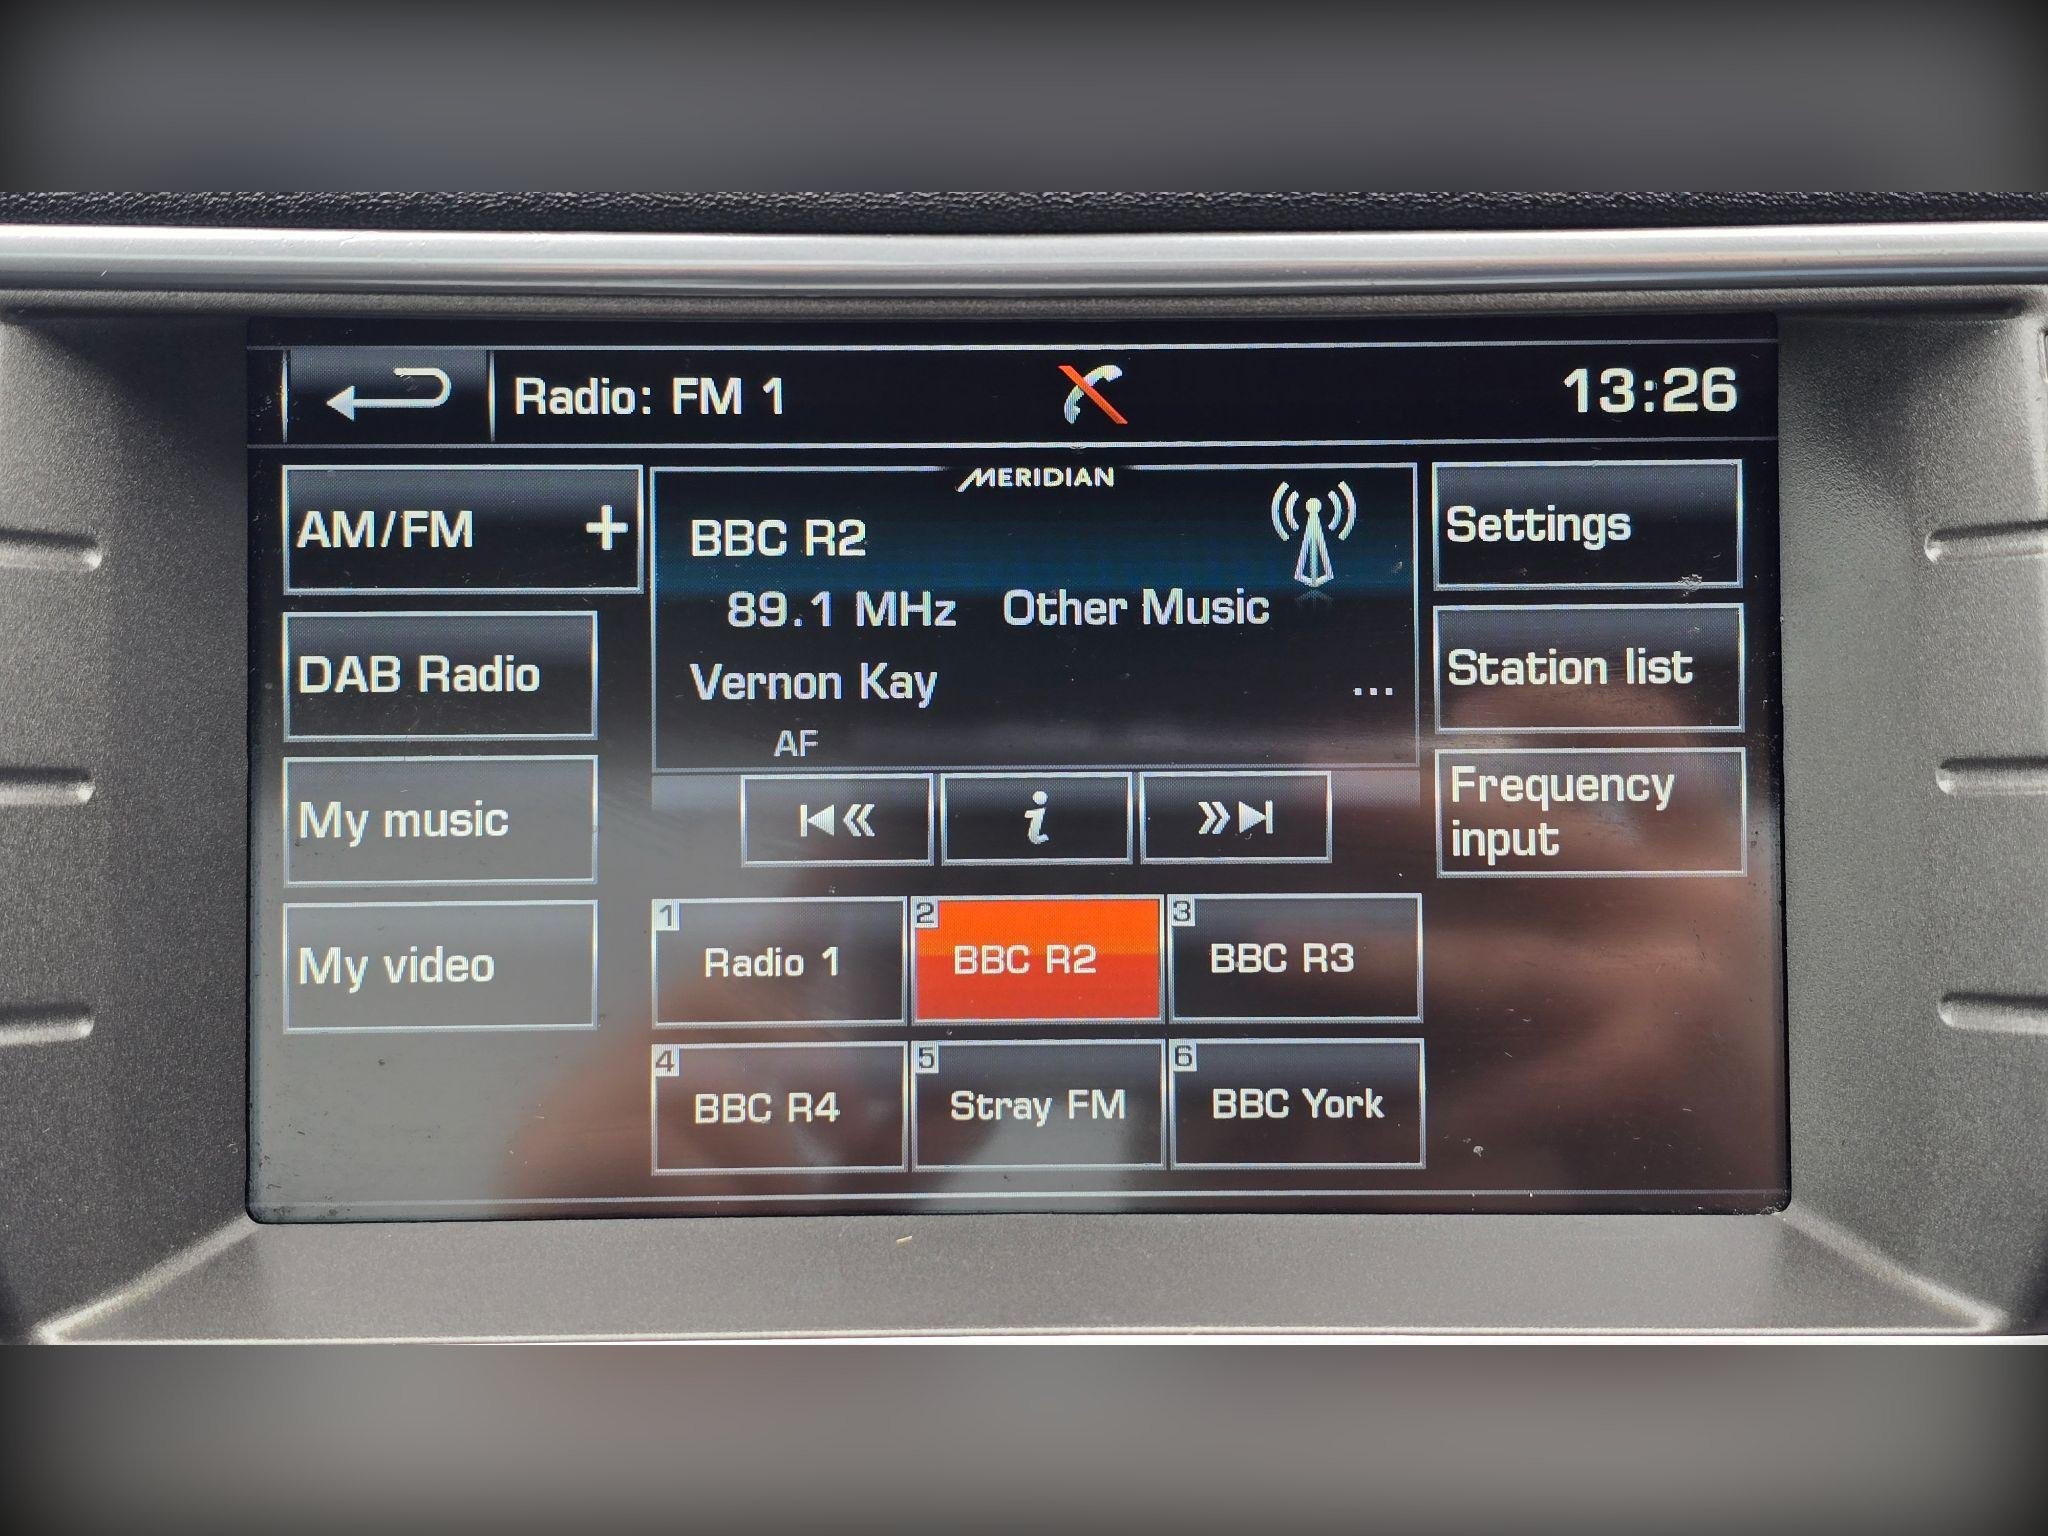 Radio: FM 1
13:26
AM/FM +
DAB Radio
My music
My video
MERIDIAN
BBC R2
89.1 MHz Other Music
Vernon Kay ...
AF
i
Settings
Station list
Frequency
input
1 Radio 1
2 BBC R2
3 BBC R3
4 BBC R4
5 Stray FM
6 BBC York